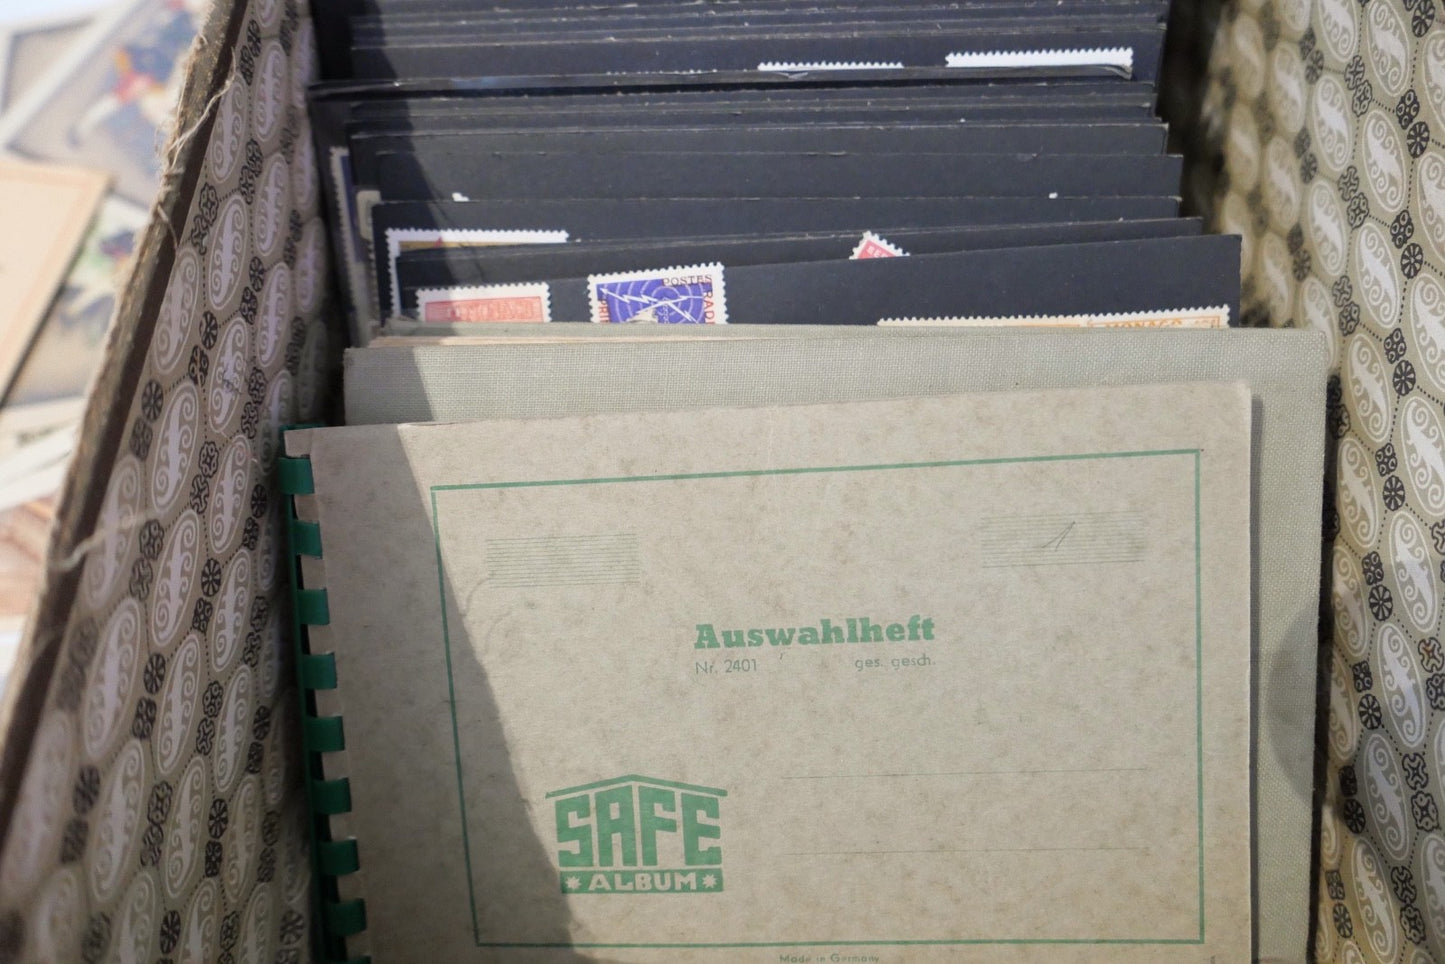 POSTES
MONACO
Auswahlheft
Nr. 2401 ges. gesch.
SAFE
* ALBUM *
Made in Germany